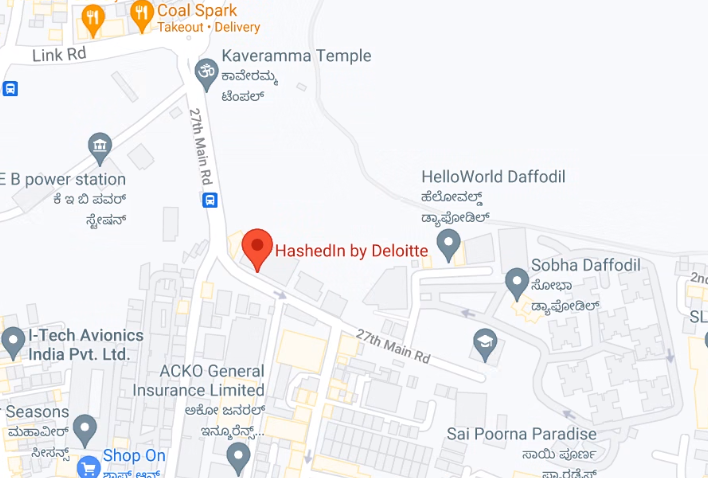 Coal Spark
Takeout • Delivery
Link Rd
Kaveramma Temple
ಕಾವೇರಮ್ಮ
ಟೆಂಪಲ್
27th Main Rd
E B power station
ಕೆ ಇ ಬಿ ಪವರ್
ಸ್ಟೇಷನ್
HelloWorld Daffodil
ಹೆಲೋವರ್ಲ್ಡ್
ಡ್ಯಾಫೋಡಿಲ್
HashedIn by Deloitte
Sobha Daffodil
ಸೋಭಾ
ಡ್ಯಾಫೋಡಿಲ್
2nd
SL
I-Tech Avionics
India Pvt. Ltd.
27th Main Rd
ACKO General
Insurance Limited
ಅಕೋ ಜನರಲ್
ಇನ್ಶೂರೆನ್ಸ್...
Seasons
ಮಹಾವೀರ್
ಸೀಸನ್ಸ್
Sai Poorna Paradise
ಸಾಯಿ ಪೂರ್ಣ
Shop On